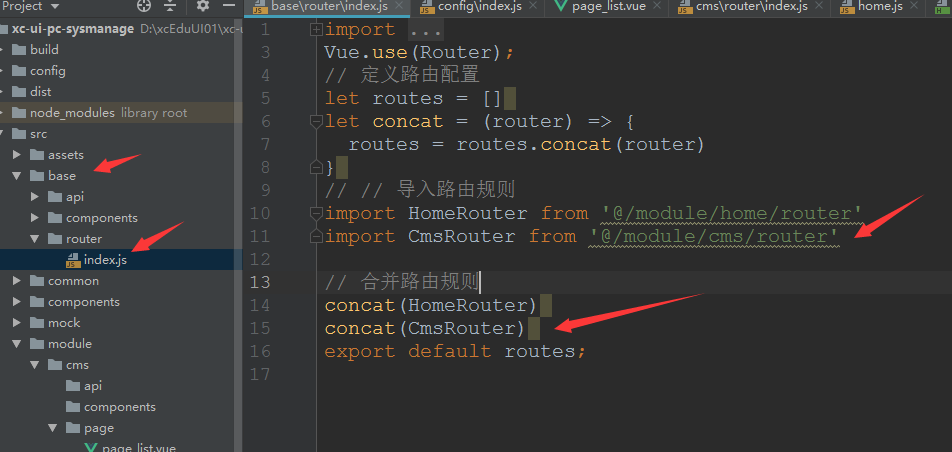 Project
xc-ui-pc-sysmanage D:\xcEduUI01\xc-u
build
config
dist
node_modules library root
src
assets
base
api
components
router
index.js
common
components
mock
module
cms
api
components
page
page_list.vue
base\router\index.js
config\index.js
page_list.vue
cms\router\index.js
home.js
1 import ...
3 Vue.use(Router);
4 // 定义路由配置
5 let routes = []
6 let concat = (router) => {
7 routes = routes.concat(router)
8 }
9 // // 导入路由规则
10 import HomeRouter from '@/module/home/router'
11 import CmsRouter from '@/module/cms/router'
12
13 // 合并路由规则
14 concat(HomeRouter)
15 concat(CmsRouter)
16 export default routes;
17